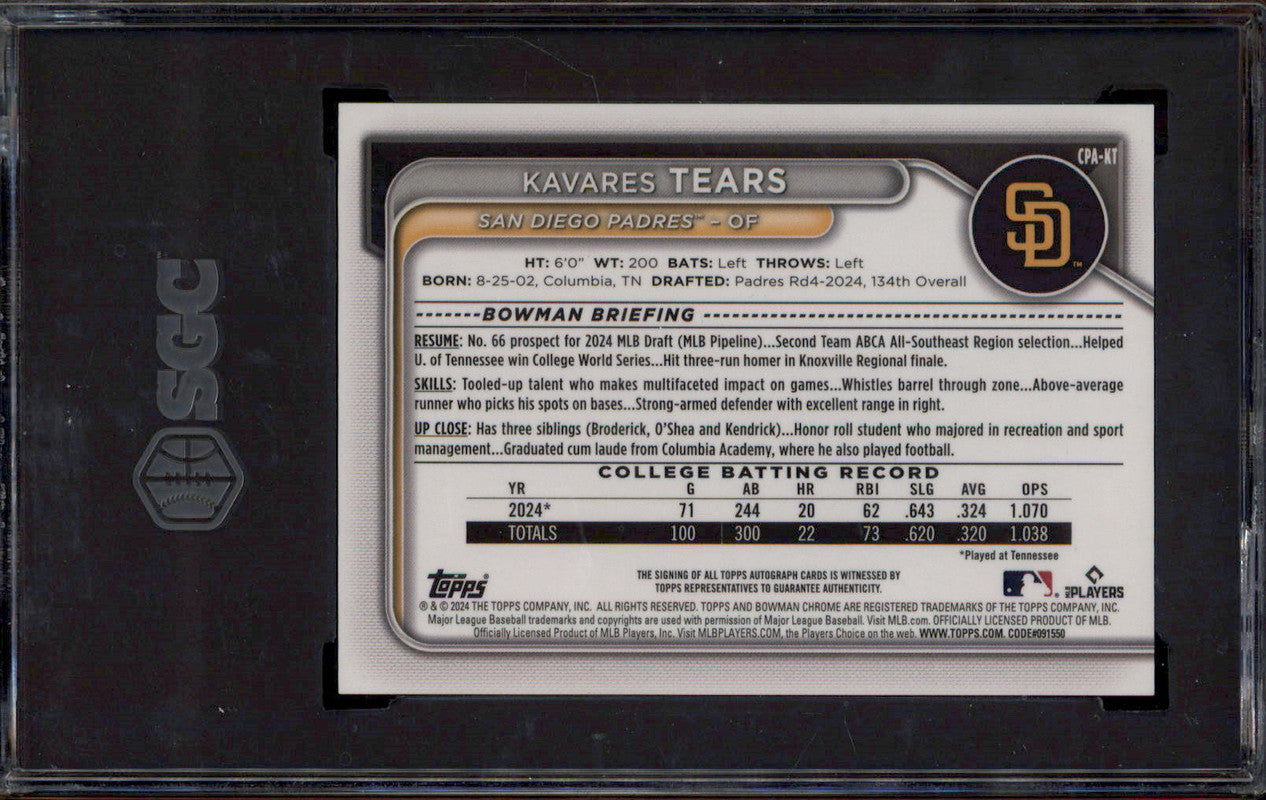 SGC
CPA-KT
KAVARES TEARS
SAN DIEGO PADRES™ – OF
SD™
HT: 6'0" WT: 200 BATS: Left THROWS: Left
BORN: 8-25-02, Columbia, TN DRAFTED: Padres Rd4-2024, 134th Overall
BOWMAN BRIEFING
RESUME: No. 66 prospect for 2024 MLB Draft (MLB Pipeline)...Second Team ABCA All-Southeast Region selection...Helped
U. of Tennessee win College World Series...Hit three-run homer in Knoxville Regional finale.
SKILLS: Tooled-up talent who makes multifaceted impact on games...Whistles barrel through zone...Above-average
runner who picks his spots on bases...Strong-armed defender with excellent range in right.
UP CLOSE: Has three siblings (Broderick, O'Shea and Kendrick)...Honor roll student who majored in recreation and sport
management...Graduated cum laude from Columbia Academy, where he also played football.
COLLEGE BATTING RECORD
YR G AB HR RBI SLG AVG OPS
2024* 71 244 20 62 .643 .324 1.070
TOTALS 100 300 22 73 .620 .320 1.038
*Played at Tennessee
Topps®
THE SIGNING OF ALL TOPPS AUTOGRAPH CARDS IS WITNESSED BY
TOPPS REPRESENTATIVES TO GUARANTEE AUTHENTICITY.
MLB PLAYERS
® & © 2024 THE TOPPS COMPANY, INC. ALL RIGHTS RESERVED. TOPPS AND BOWMAN CHROME ARE REGISTERED TRADEMARKS OF THE TOPPS COMPANY, INC.
Major League Baseball trademarks and copyrights are used with permission of Major League Baseball. Visit MLB.com. OFFICIALLY LICENSED PRODUCT OF MLB.
Officially Licensed Product of MLB Players, Inc. Visit MLBPLAYERS.COM, the Players Choice on the web. WWW.TOPPS.COM. CODE#091550